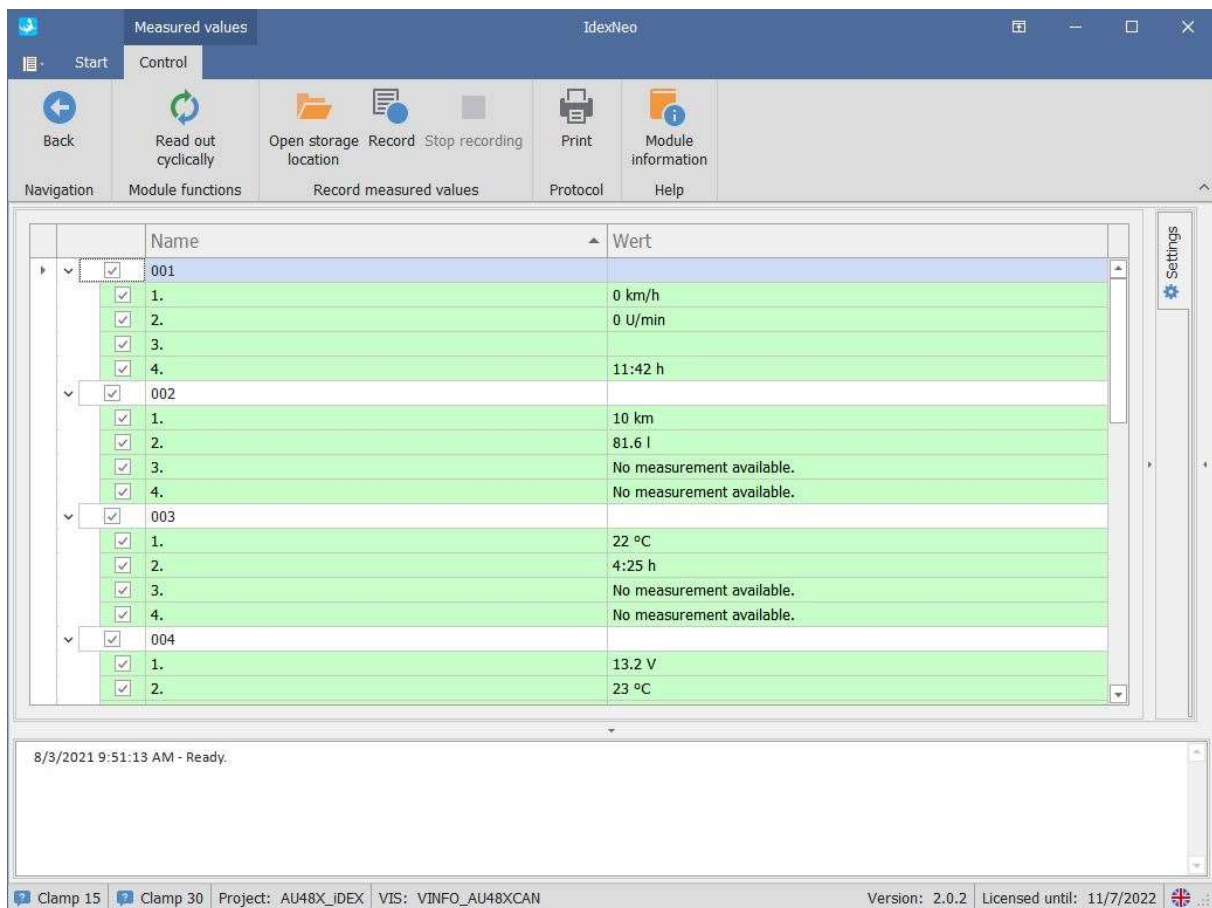 Measured values IdexNeo
Start Control
Back Read out cyclically Open storage location Record Stop recording Print Module information
Navigation Module functions Record measured values Protocol Help
Name Wert
Settings
001
1. 0 km/h
2. 0 U/min
3.
4. 11:42 h
002
1. 10 km
2. 81.6 l
3. No measurement available.
4. No measurement available.
003
1. 22 ºC
2. 4:25 h
3. No measurement available.
4. No measurement available.
004
1. 13.2 V
2. 23 ºC
8/3/2021 9:51:13 AM - Ready.
Clamp 15 Clamp 30 Project: AU48X_iDEX VIS: VINFO_AU48XCAN Version: 2.0.2 Licensed until: 11/7/2022